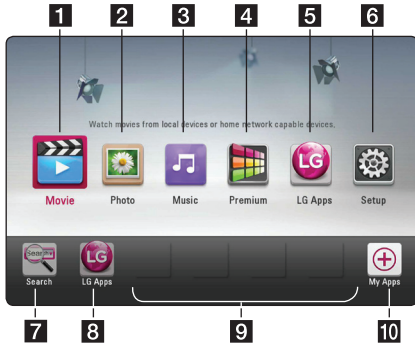 1 2 3 4 5 6
Watch movies from local devices or home network capable devices.
LG
Movie Photo Music Premium LG Apps Setup
Search LG
Search LG Apps My Apps
7 8 9 10